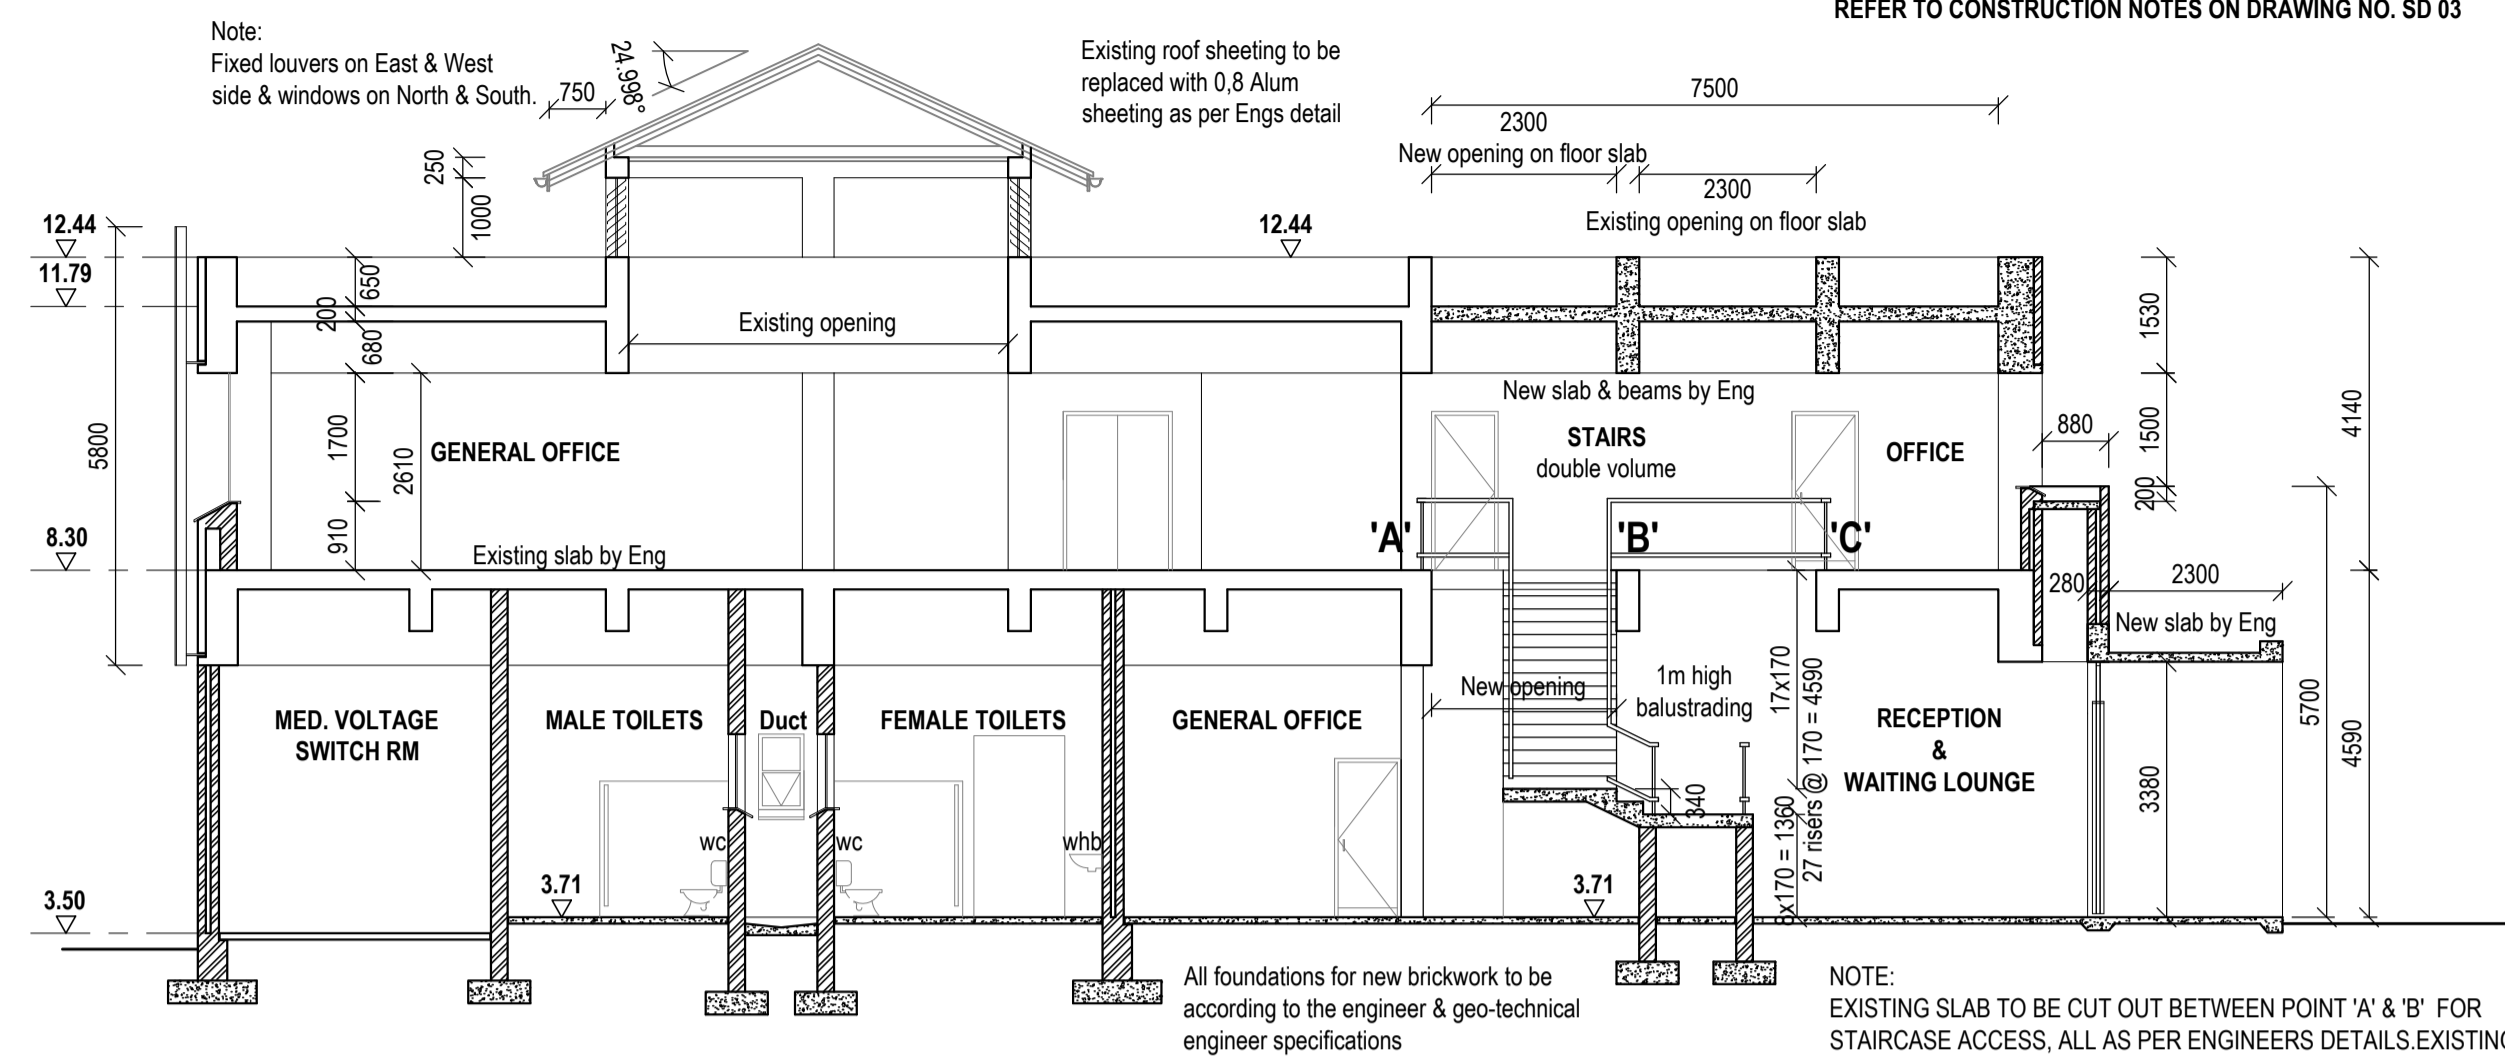 REFER TO CONSTRUCTION NOTES ON DRAWING NO. SD 03
Note:
Fixed louvers on East & West
side & windows on North & South.
750
24.998°
Existing roof sheeting to be
replaced with 0,8 Alum
sheeting as per Engs detail
7500
2300
New opening on floor slab
2300
Existing opening on floor slab
250
1000
12.44
11.79
12.44
650
200
680
Existing opening
1530
New slab & beams by Eng
5800
1700
2610
GENERAL OFFICE
STAIRS
double volume
OFFICE
880
1500
4140
200
8.30
910
Existing slab by Eng
'A'
'B'
'C'
280
2300
New slab by Eng
MED. VOLTAGE
SWITCH RM
MALE TOILETS
Duct
FEMALE TOILETS
GENERAL OFFICE
New opening
1m high
balustrading
17x170
27 risers @ 170 = 4590
RECEPTION
&
WAITING LOUNGE
5700
4590
3380
340
x170 = 1360
wc
wc
whb
3.50
3.71
3.71
All foundations for new brickwork to be
according to the engineer & geo-technical
engineer specifications
NOTE:
EXISTING SLAB TO BE CUT OUT BETWEEN POINT 'A' & 'B' FOR
STAIRCASE ACCESS, ALL AS PER ENGINEERS DETAILS.EXISTING